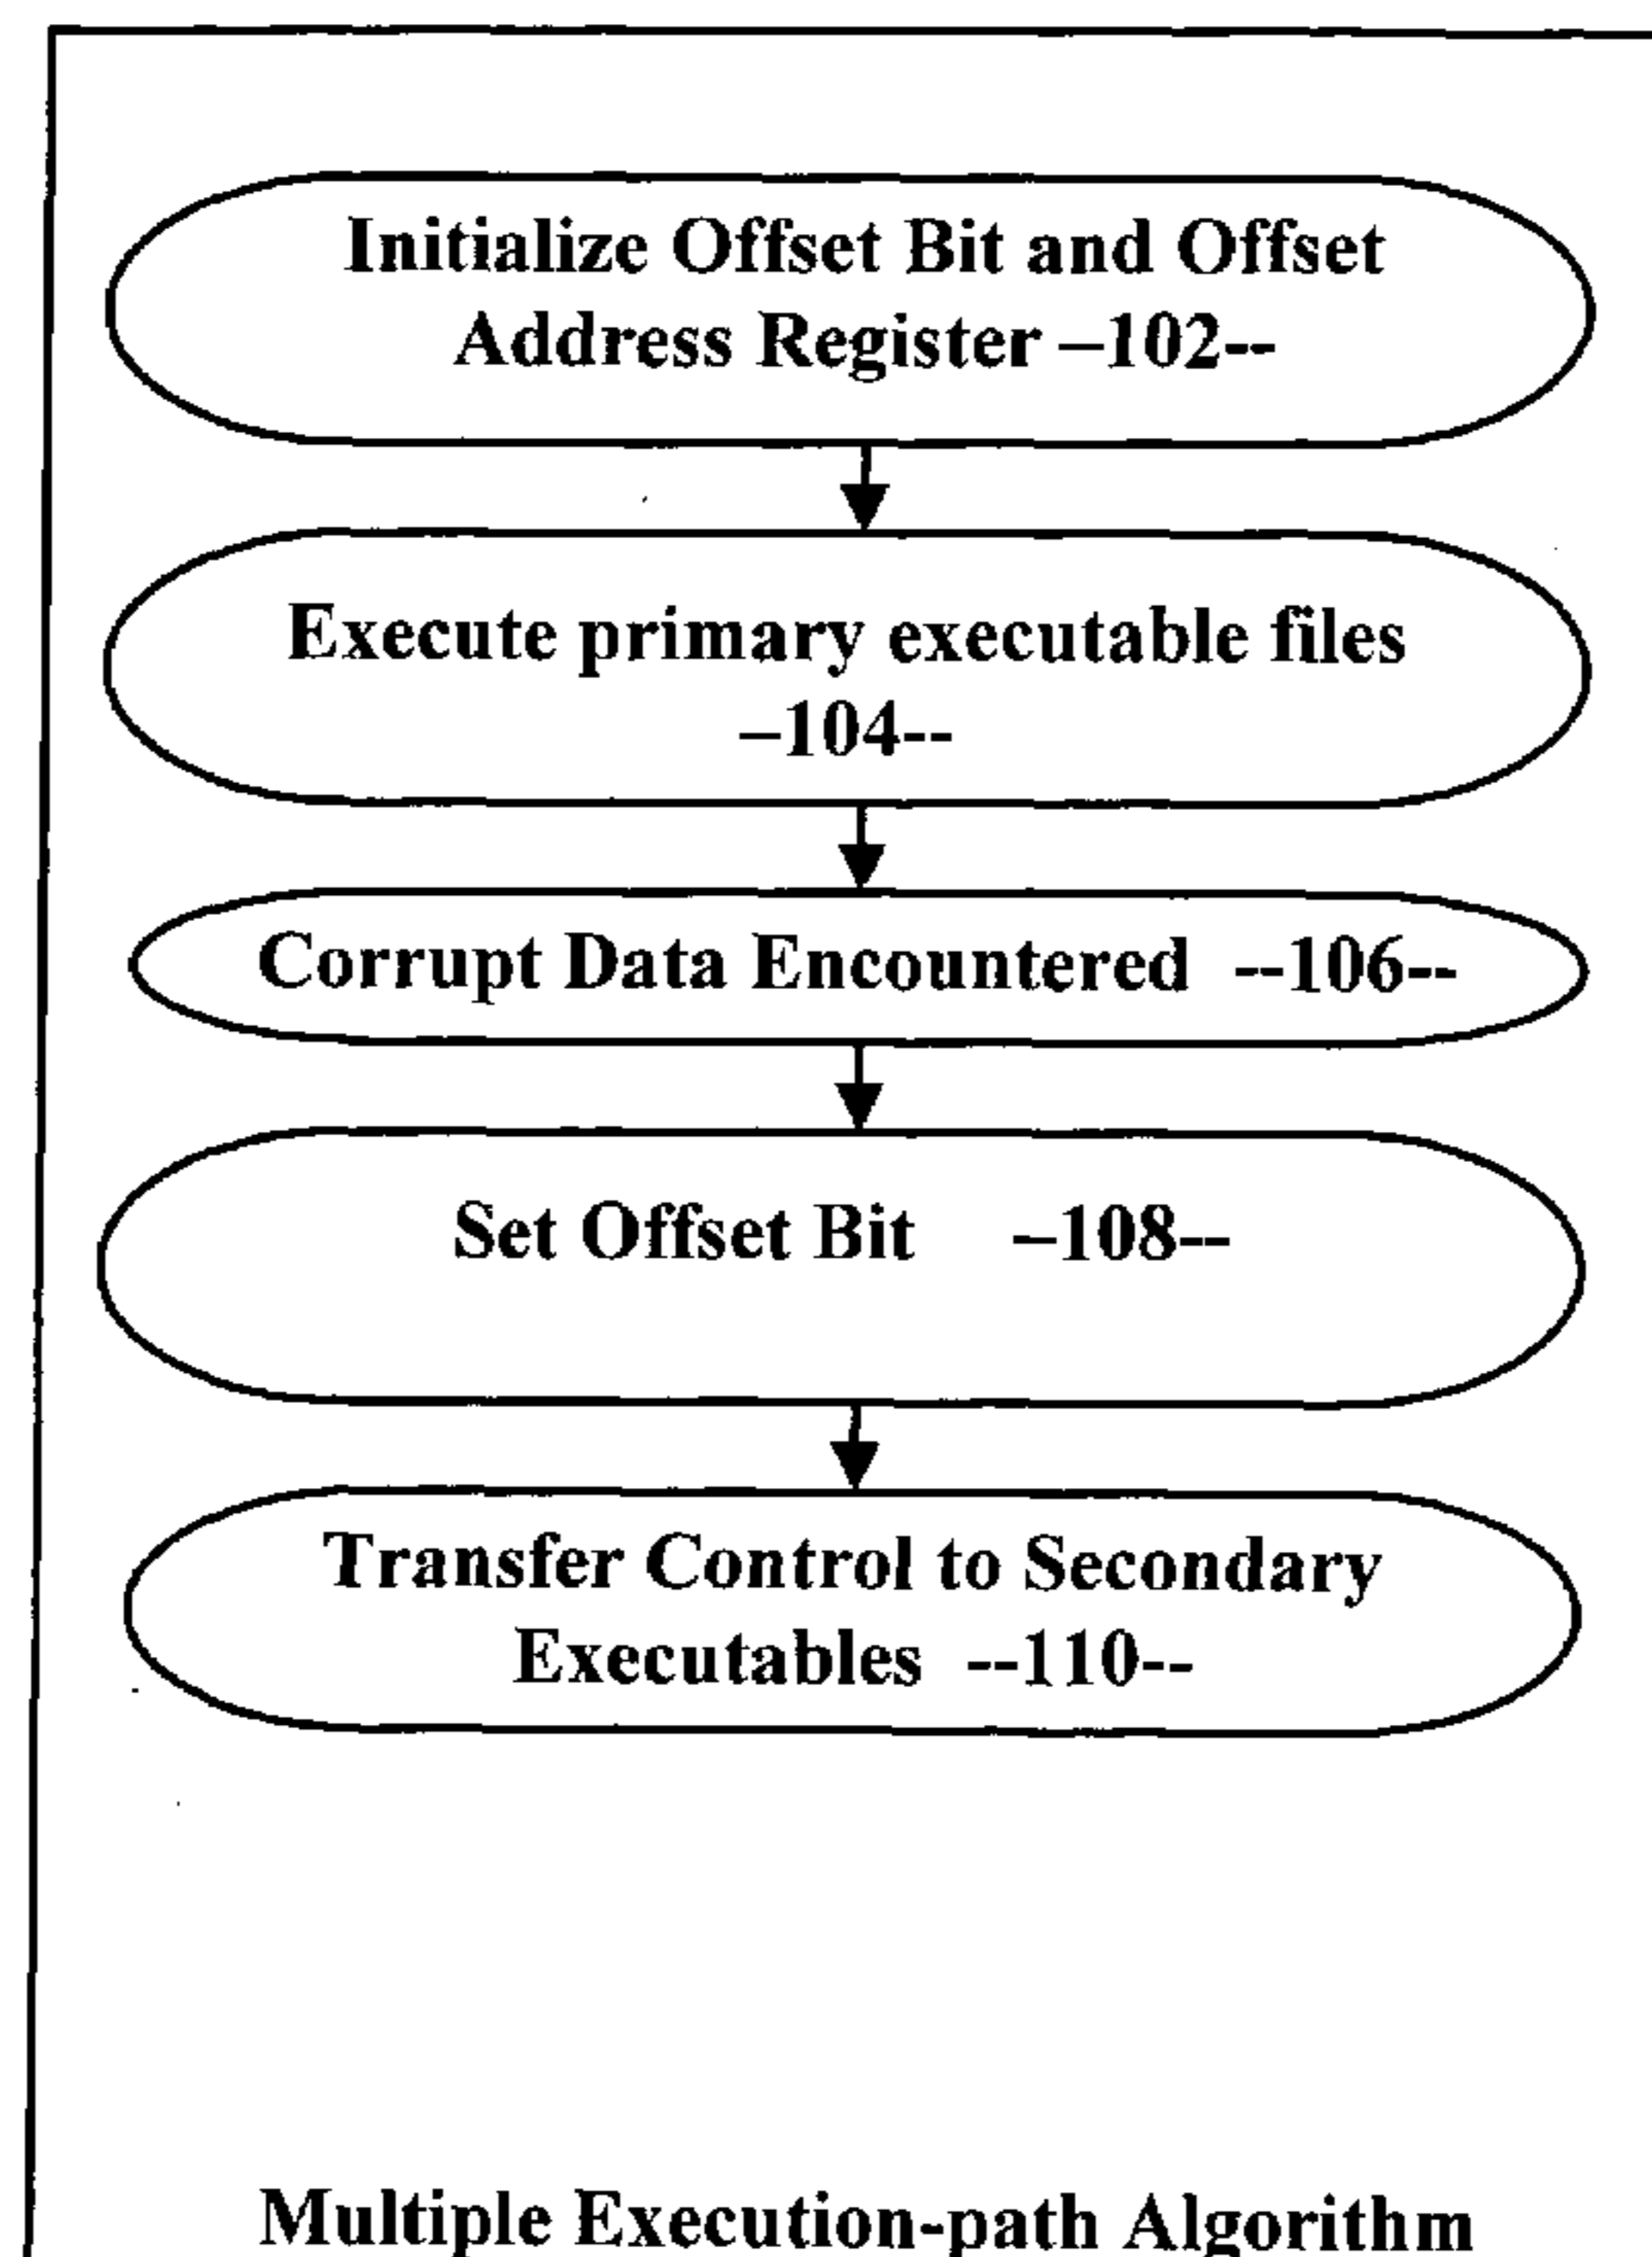 Initialize Offset Bit and Offset
Address Register –102--
Execute primary executable files
–104--
Corrupt Data Encountered --106--
Set Offset Bit –108--
Transfer Control to Secondary
Executables --110--
Multiple Execution-path Algorithm